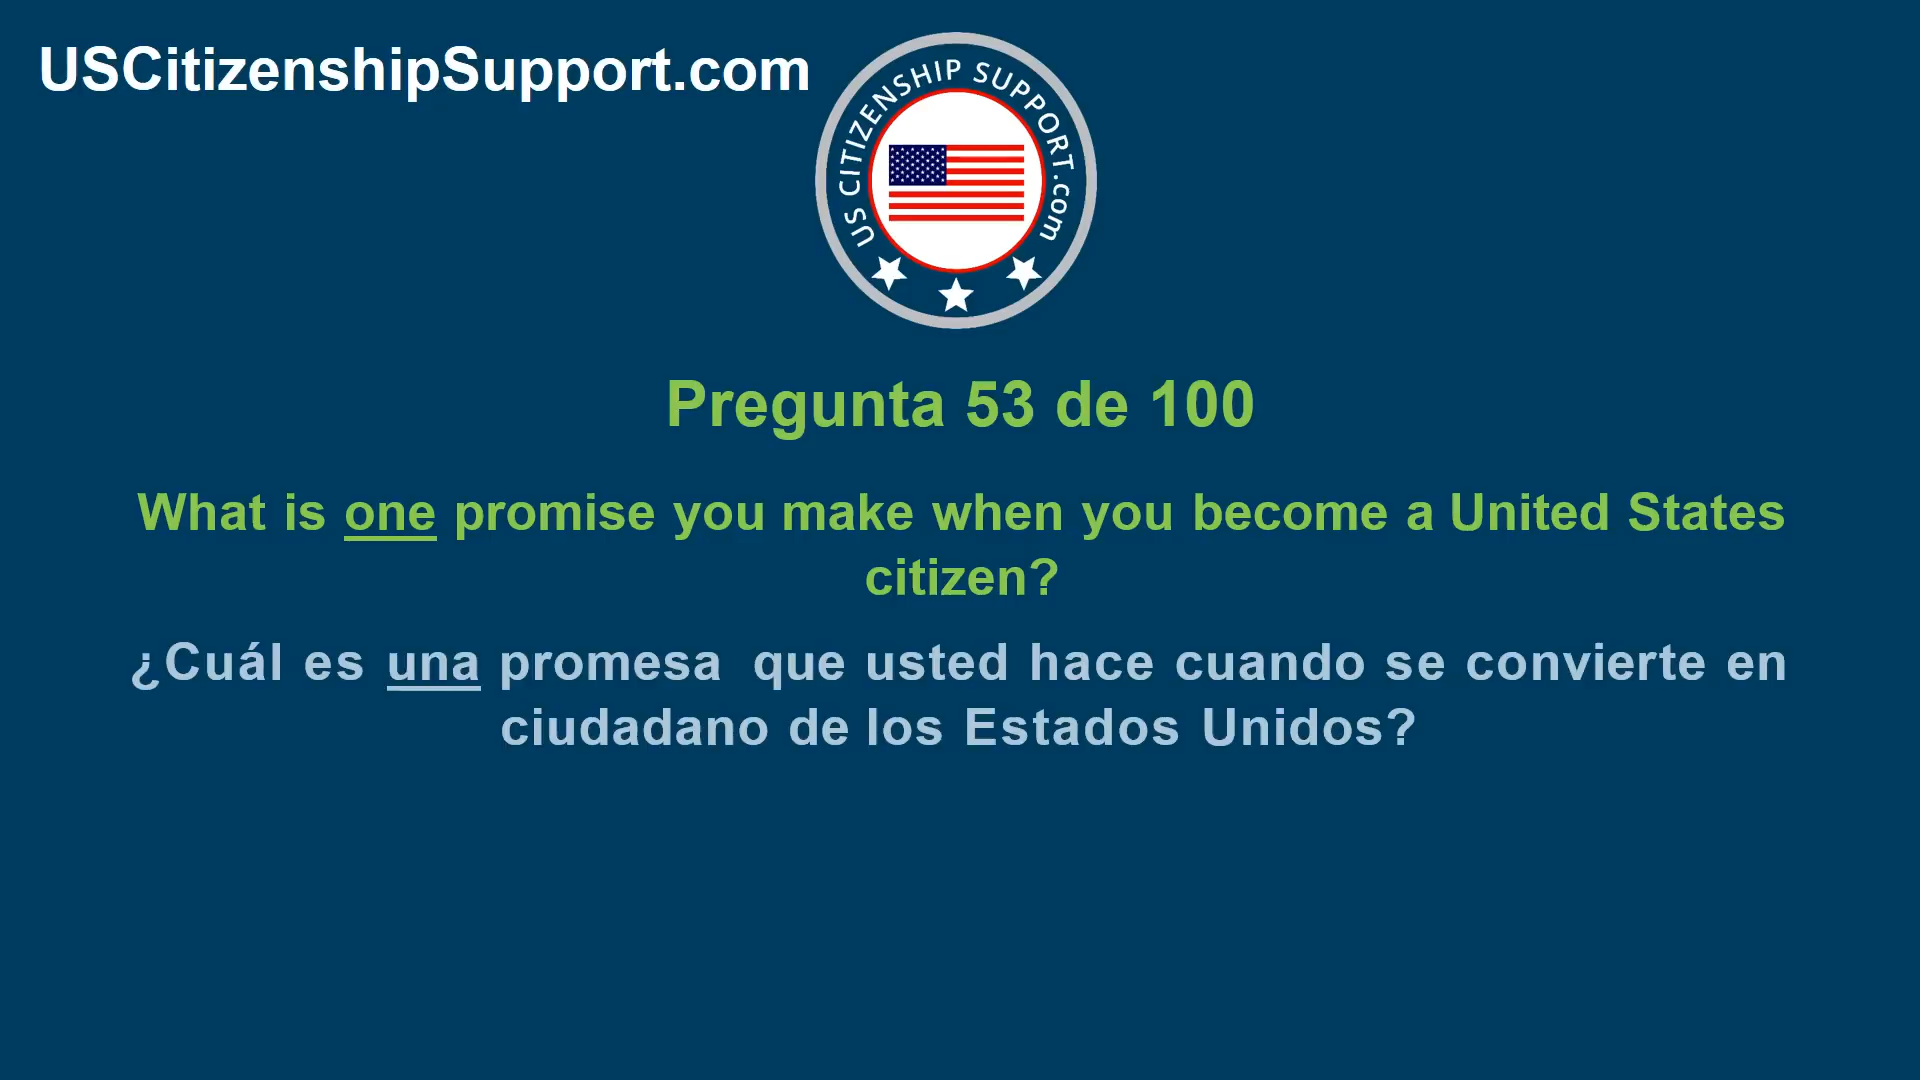 USCitizenshipSupport.com
US CITIZENSHIP SUPPORT.com
Pregunta 53 de 100
What is one promise you make when you become a United States
citizen?
¿Cuál es una promesa que usted hace cuando se convierte en
ciudadano de los Estados Unidos?